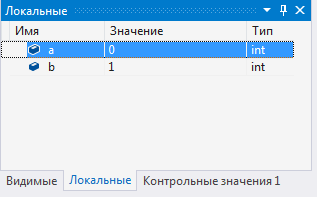 Локальные
Имя Значение Тип
a 0 int
b 1 int
Видимые Локальные Контрольные значения 1